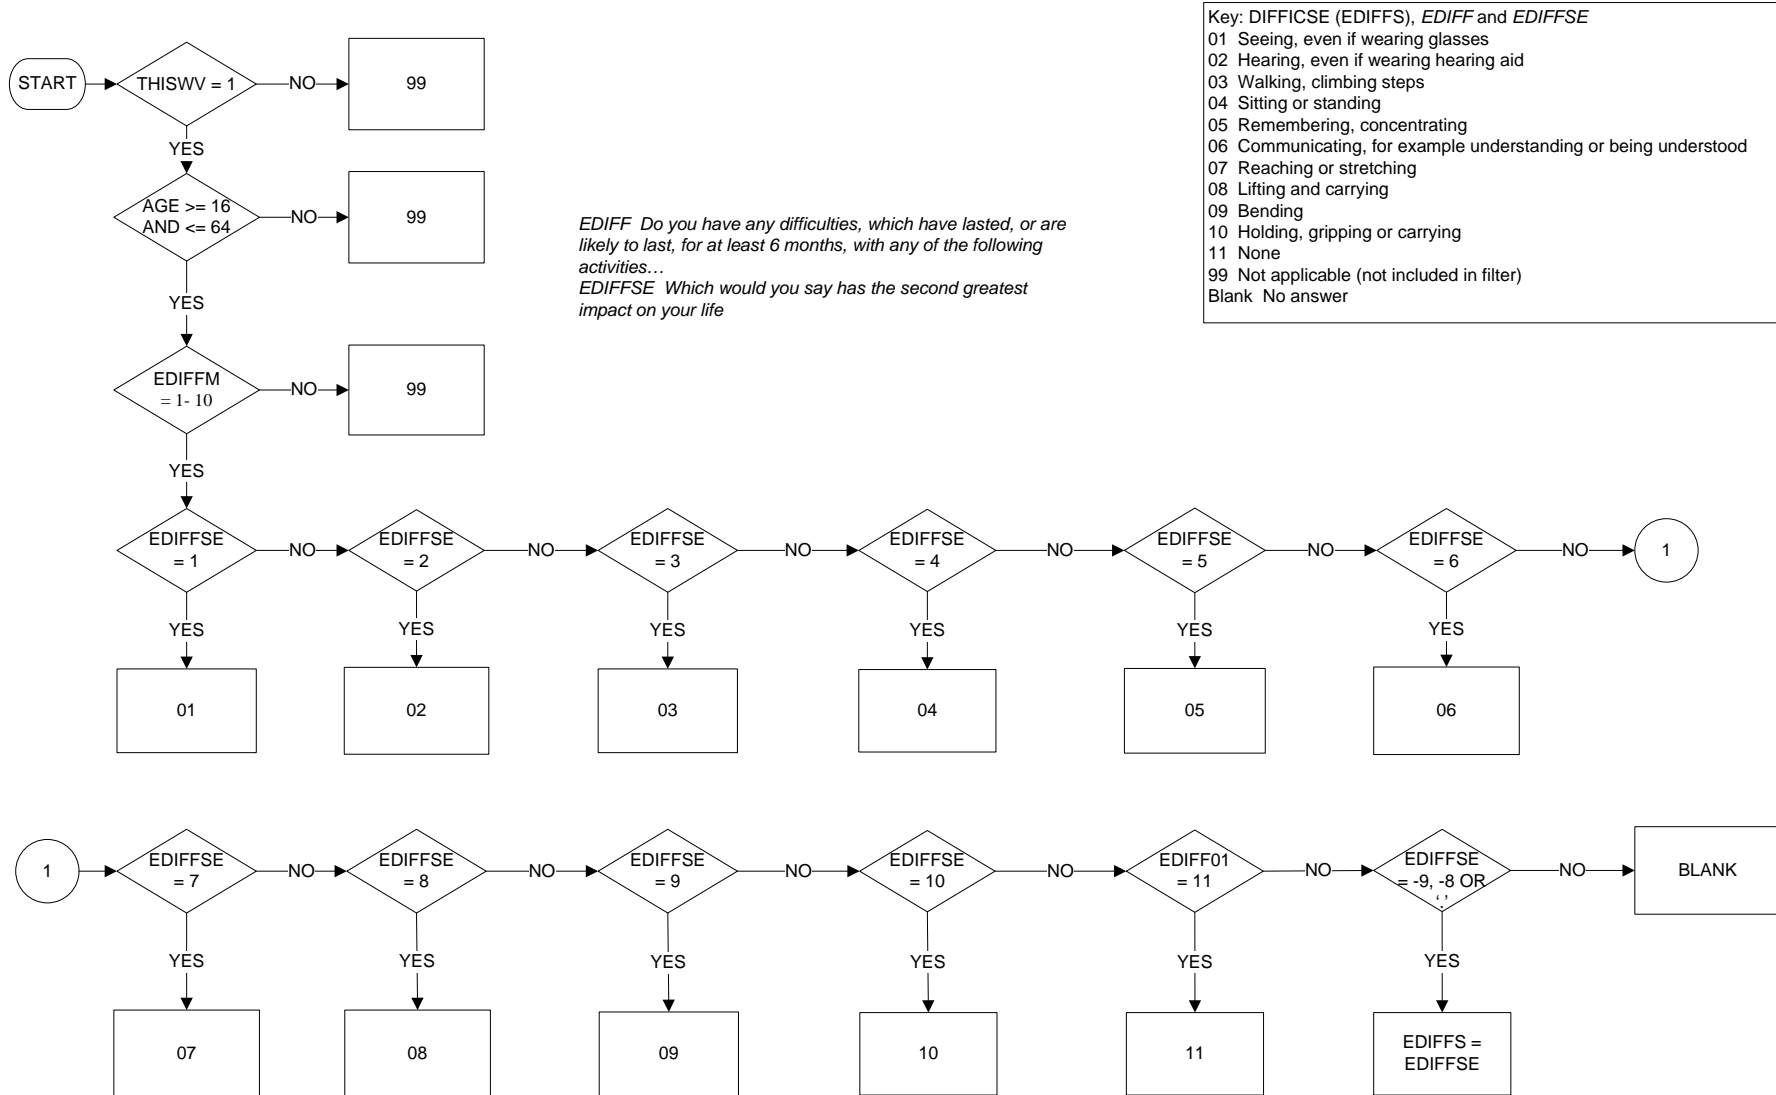 Key: DIFFICSE (EDIFFS), EDIFF and EDIFFSE
01 Seeing, even if wearing glasses
02 Hearing, even if wearing hearing aid
03 Walking, climbing steps
04 Sitting or standing
05 Remembering, concentrating
06 Communicating, for example understanding or being understood
07 Reaching or stretching
08 Lifting and carrying
09 Bending
10 Holding, gripping or carrying
11 None
99 Not applicable (not included in filter)
Blank No answer
START
THISWV = 1
NO
99
YES
AGE >= 16
AND <= 64
NO
99
EDIFF Do you have any difficulties, which have lasted, or are
likely to last, for at least 6 months, with any of the following
activities…
EDIFFSE Which would you say has the second greatest
impact on your life
YES
EDIFFM
= 1- 10
NO
99
YES
EDIFFSE
= 1
NO
EDIFFSE
= 2
NO
EDIFFSE
= 3
NO
EDIFFSE
= 4
NO
EDIFFSE
= 5
NO
EDIFFSE
= 6
NO
1
YES
YES
YES
YES
YES
YES
01
02
03
04
05
06
1
EDIFFSE
= 7
NO
EDIFFSE
= 8
NO
EDIFFSE
= 9
NO
EDIFFSE
= 10
NO
EDIFF01
= 11
NO
EDIFFSE
= -9, -8 OR
‘.’
NO
BLANK
YES
YES
YES
YES
YES
YES
07
08
09
10
11
EDIFFS =
EDIFFSE